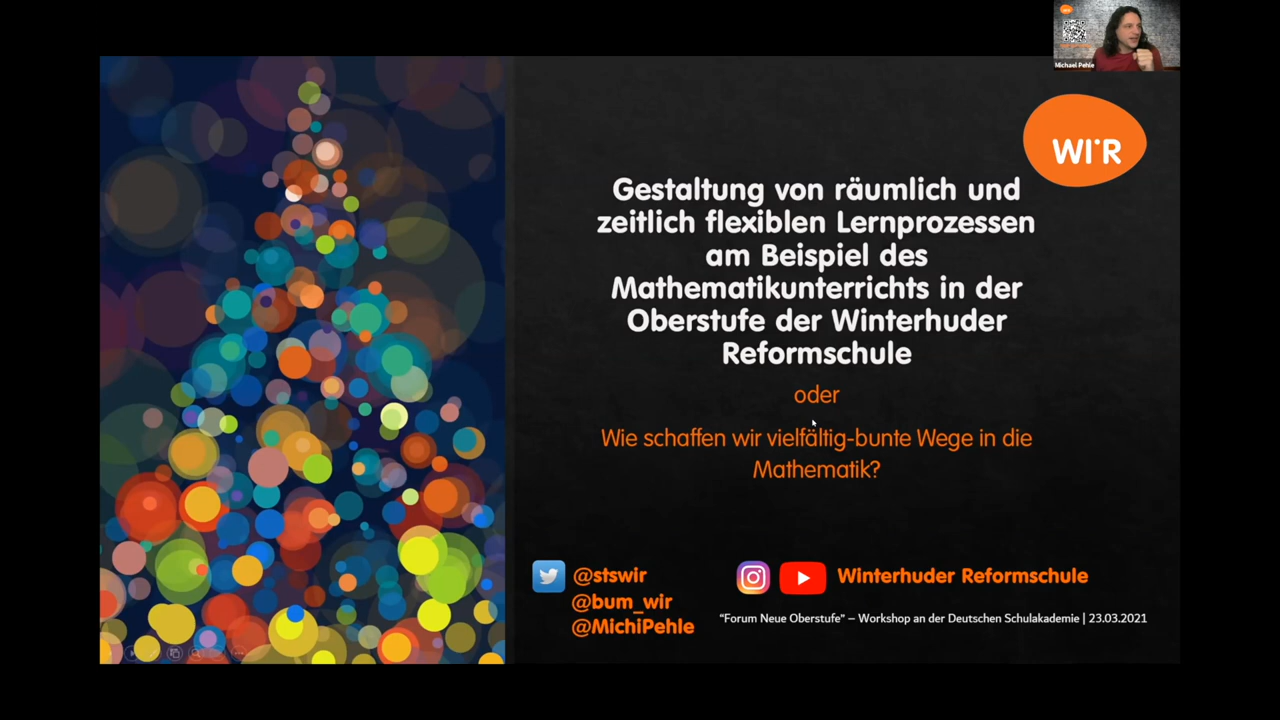 Michael Pehle
WI'R
Gestaltung von räumlich und
zeitlich flexiblen Lernprozessen
am Beispiel des
Mathematikunterrichts in der
Oberstufe der Winterhuder
Reformschule
oder
Wie schaffen wir vielfältig-bunte Wege in die
Mathematik?
@stswir
@bum_wir
@MichiPehle
Winterhuder Reformschule
“Forum Neue Oberstufe” – Workshop an der Deutschen Schulakademie | 23.03.2021